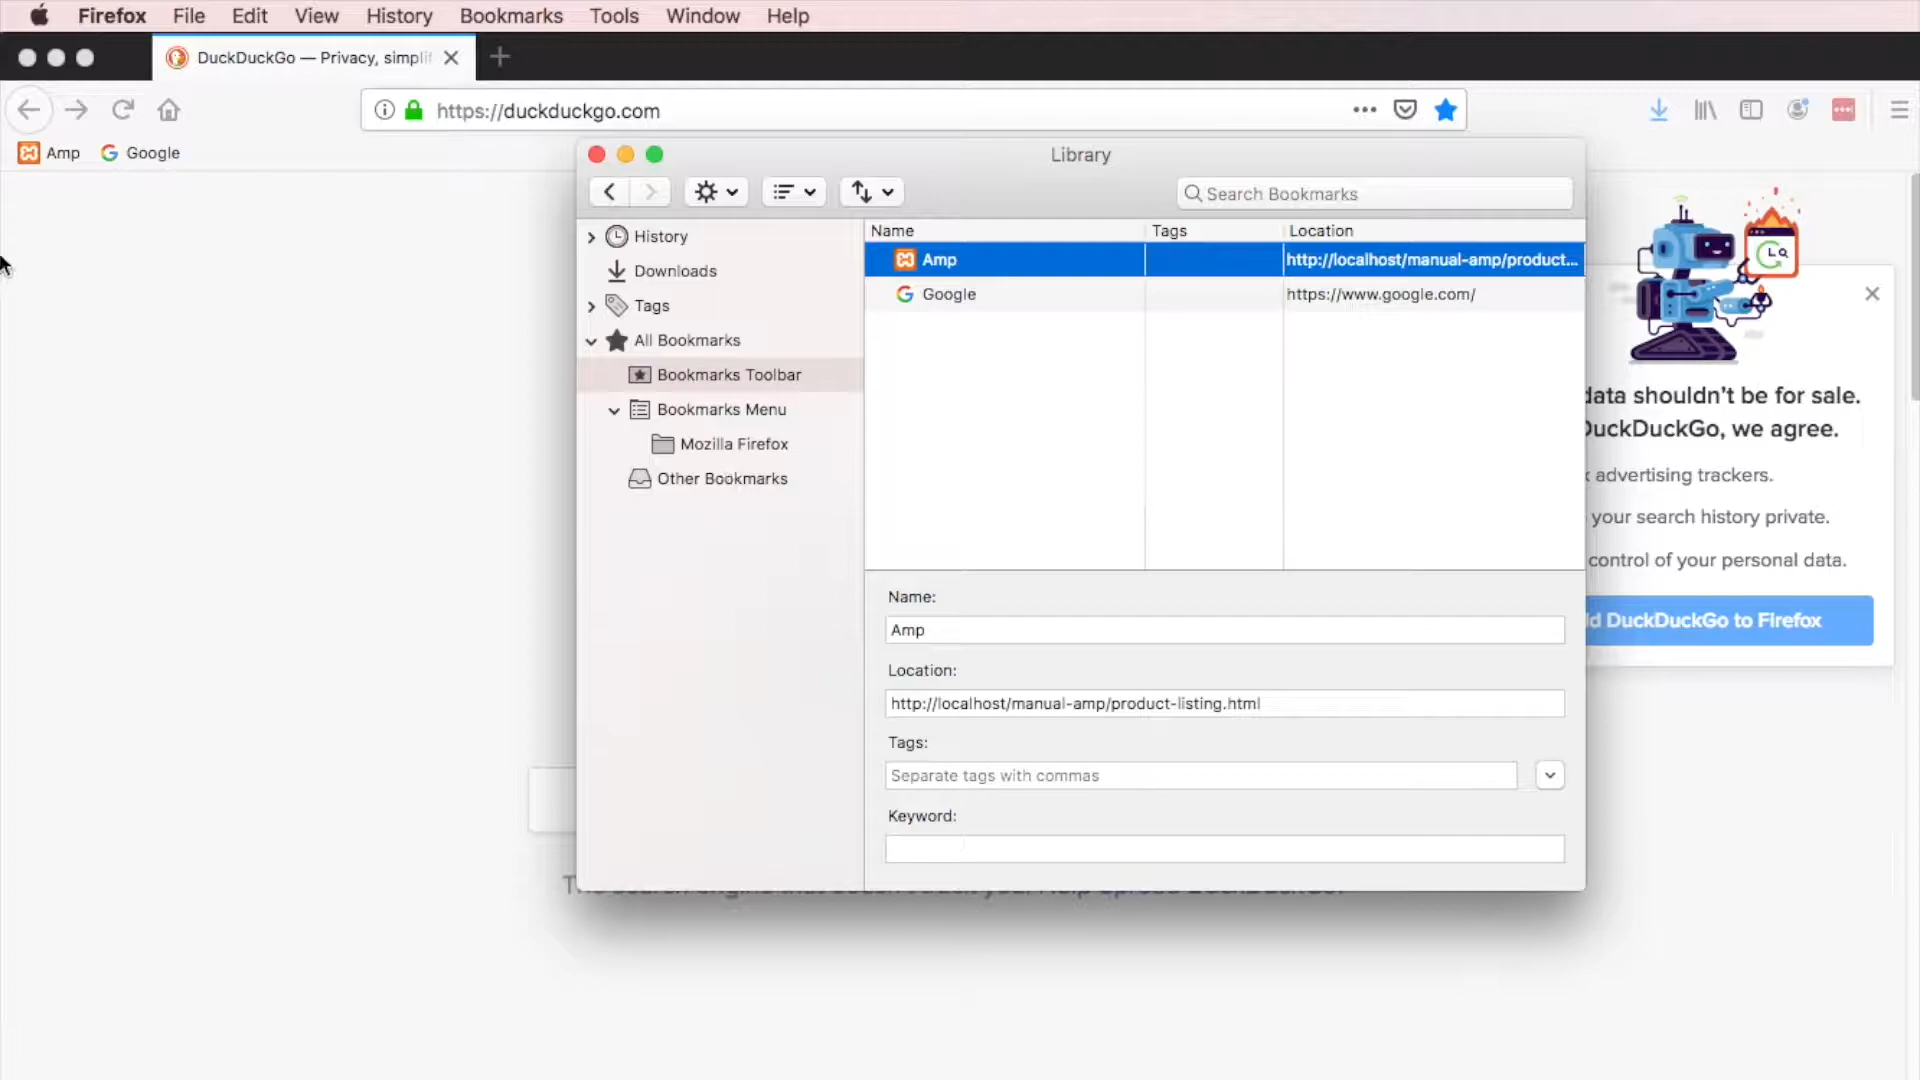 Firefox File Edit View History Bookmarks Tools Window Help
DuckDuckGo — Privacy, simplif
https://duckduckgo.com
Amp Google
Library
Search Bookmarks
History
Downloads
Tags
All Bookmarks
Bookmarks Toolbar
Bookmarks Menu
Mozilla Firefox
Other Bookmarks
Name Tags Location
Amp http://localhost/manual-amp/product...
Google https://www.google.com/
Name:
Amp
Location:
http://localhost/manual-amp/product-listing.html
Tags:
Separate tags with commas
Keyword:
data shouldn't be for sale.
DuckDuckGo, we agree.
advertising trackers.
your search history private.
control of your personal data.
DuckDuckGo to Firefox